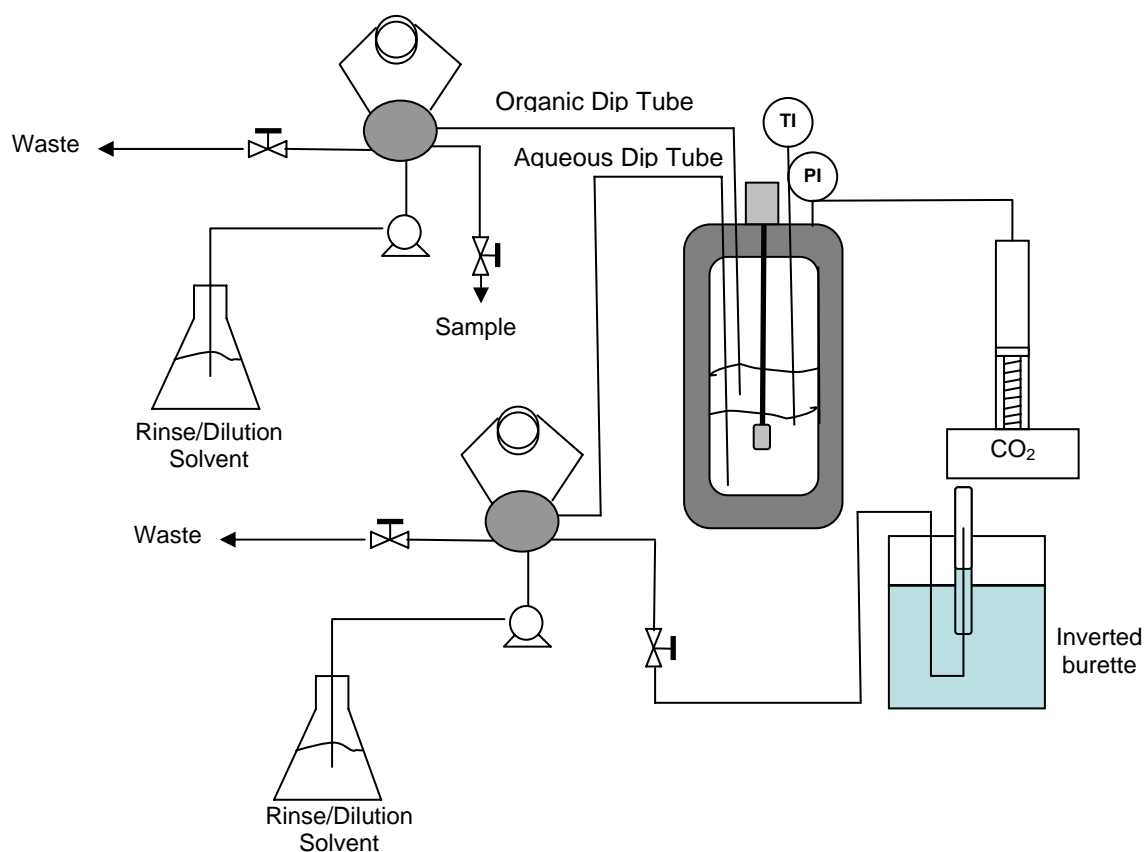 Organic Dip Tube
TI
Waste
Aqueous Dip Tube
PI
Sample
Rinse/Dilution
Solvent
CO₂
Waste
Inverted
burette
Rinse/Dilution
Solvent